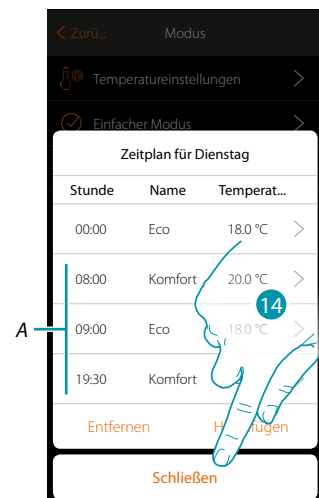 Zurü... Modus
Temperatureinstellungen
Einfacher Modus
Zeitplan für Dienstag
Stunde Name Temperat...
00:00 Eco 18.0 °C
08:00 Komfort 20.0 °C
14
A
09:00 Eco 18.0 °C
19:30 Komfort
Entfernen
Schließen